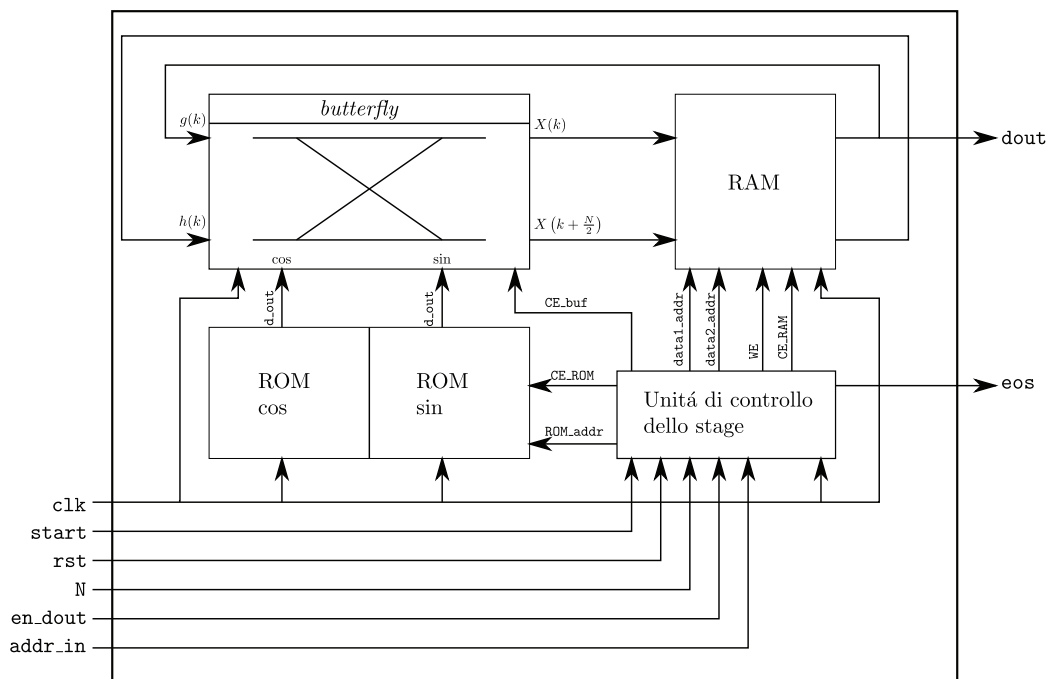 butterfly
g(k)
X(k)
dout
RAM
h(k)
X(k + N/2)
cos
sin
d_out
d_out
CE_buf
data1_addr
data2_addr
WE
CE_RAM
ROM
cos
ROM
sin
CE_ROM
ROM_addr
Unitá di controllo
dello stage
eos
clk
start
rst
N
en_dout
addr_in